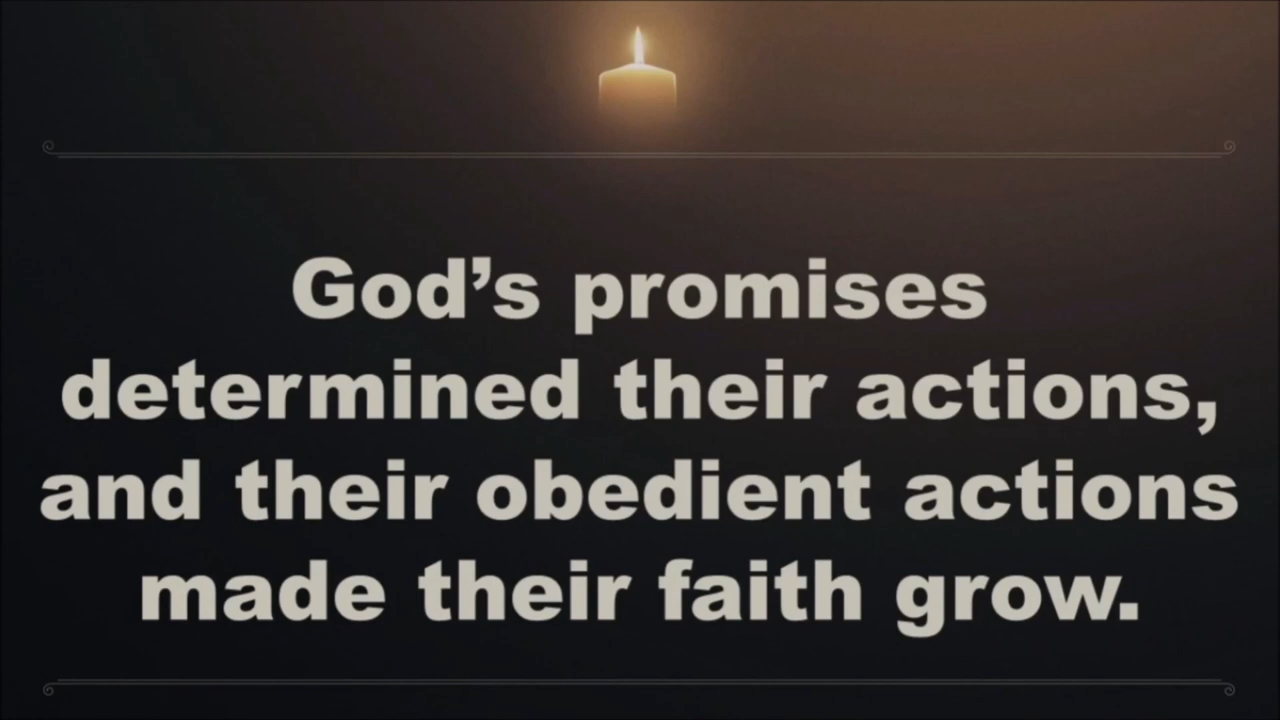 God’s promises
determined their actions,
and their obedient actions
made their faith grow.